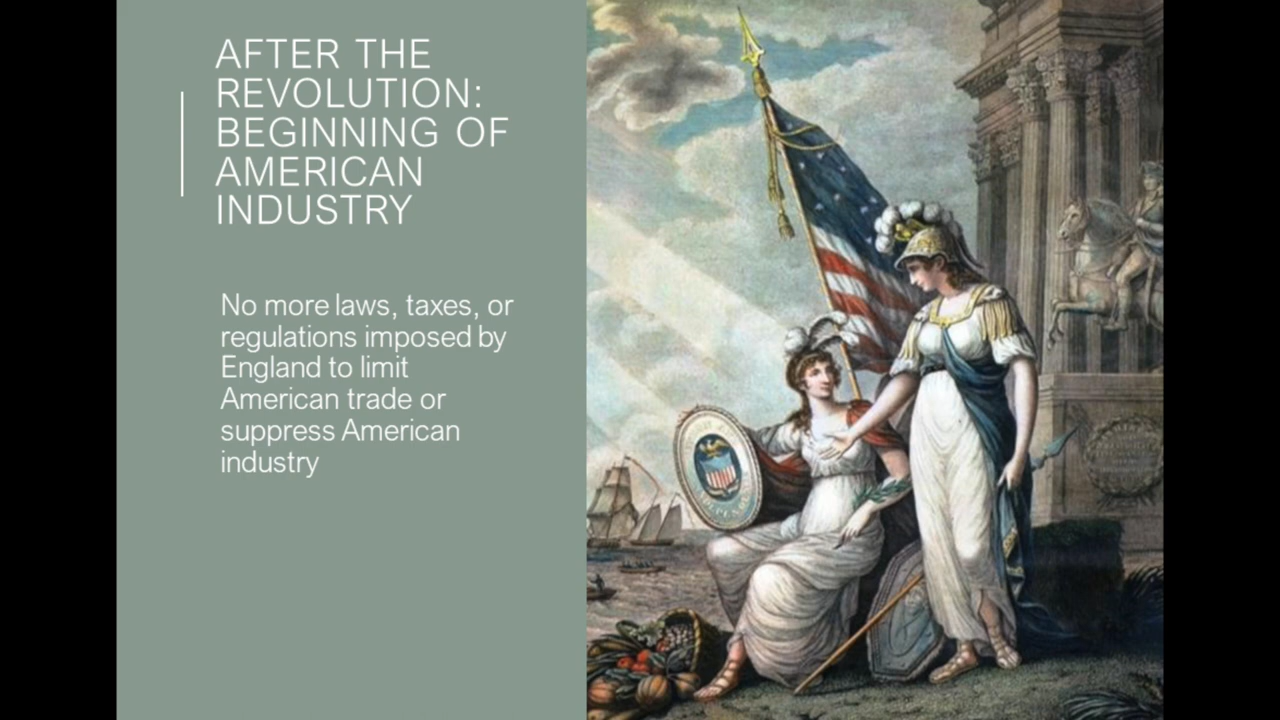 AFTER THE
REVOLUTION:
BEGINNING OF
AMERICAN
INDUSTRY
No more laws, taxes, or
regulations imposed by
England to limit
American trade or
suppress American
industry